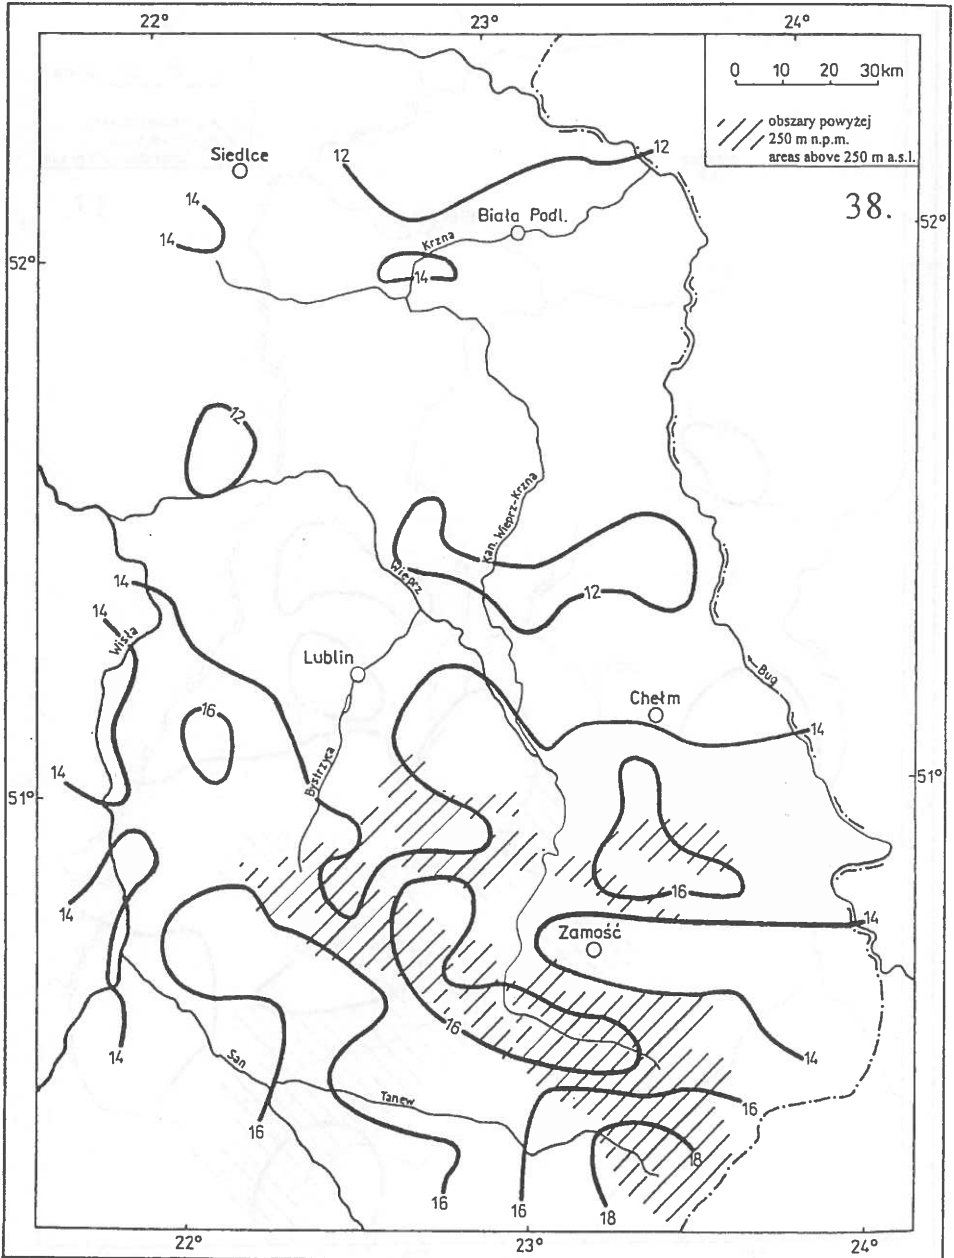 22° 23° 24°
0 10 20 30km
obszary powyżej
250 m n.p.m.
areas above 250 m a.s.l.
38.
Siedlce
12
12
14
14
Biała Podl.
52°
Krzna
52°
14
12
Kan. Wieprz-Krzna
Wieprz
14
12
14
Wisła
Lublin
Bug
Chełm
16
14
14
51°
Bystrzyca
51°
16
14
14
Zamość
16
14
14
San
Tanew
16
16
18
16
16
18
22° 23° 24°